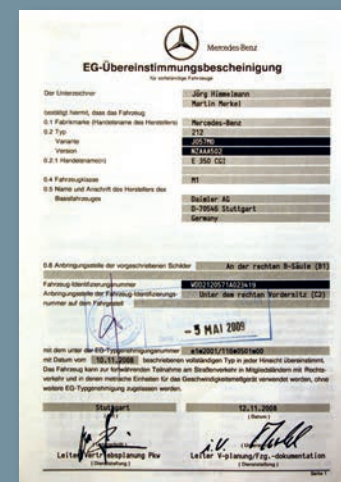 Mercedes-Benz
EG-Übereinstimmungsbescheinigung
für vollständige Fahrzeuge
Der Unterzeichner Jörg Himmelmann
Martin Merkel
bestätigt hiermit, dass das Fahrzeug
0.1 Fabrikmarke (Handelsname des Herstellers) Mercedes-Benz
0.2 Typ 212
Variante J057M0
Version NZAAA502
0.2.1 Handelsname(n) E 350 CGI
0.4 Fahrzeugklasse M1
0.5 Name und Anschrift des Herstellers des Daimler AG
Basisfahrzeuges D-70546 Stuttgart
Germany
0.6 Anbringungsstelle der vorgeschriebenen Schilder An der rechten B-Säule (B1)
Fahrzeug-Identifizierungsnummer WDD2120571A023419
Anbringungsstelle der Fahrzeug-Identifizierungs- Unter dem rechten Vordersitz (C2)
nummer auf dem Fahrgestell
-5 MAI 2009
mit dem unter der EG-Typgenehmigungsnummer e1*2001/116*0501*00
mit Datum vom 10.11.2008 beschriebenen vollständigen Typ in jeder Hinsicht übereinstimmt.
Das Fahrzeug kann zur fortwährenden Teilnahme am Straßenverkehr in Mitgliedsländern mit Rechts-
verkehr und in denen metrische Einheiten für das Geschwindigkeitsmeßgerät verwendet werden, ohne
weitere EG-Typgenehmigung zugelassen werden.
Stuttgart 12.11.2008
(Ort) (Datum)
Leiter Vertriebsplanung Pkw Leiter V-planung/Fzg.-dokumentation
(Dienststellung) (Dienststellung)
Seite 1